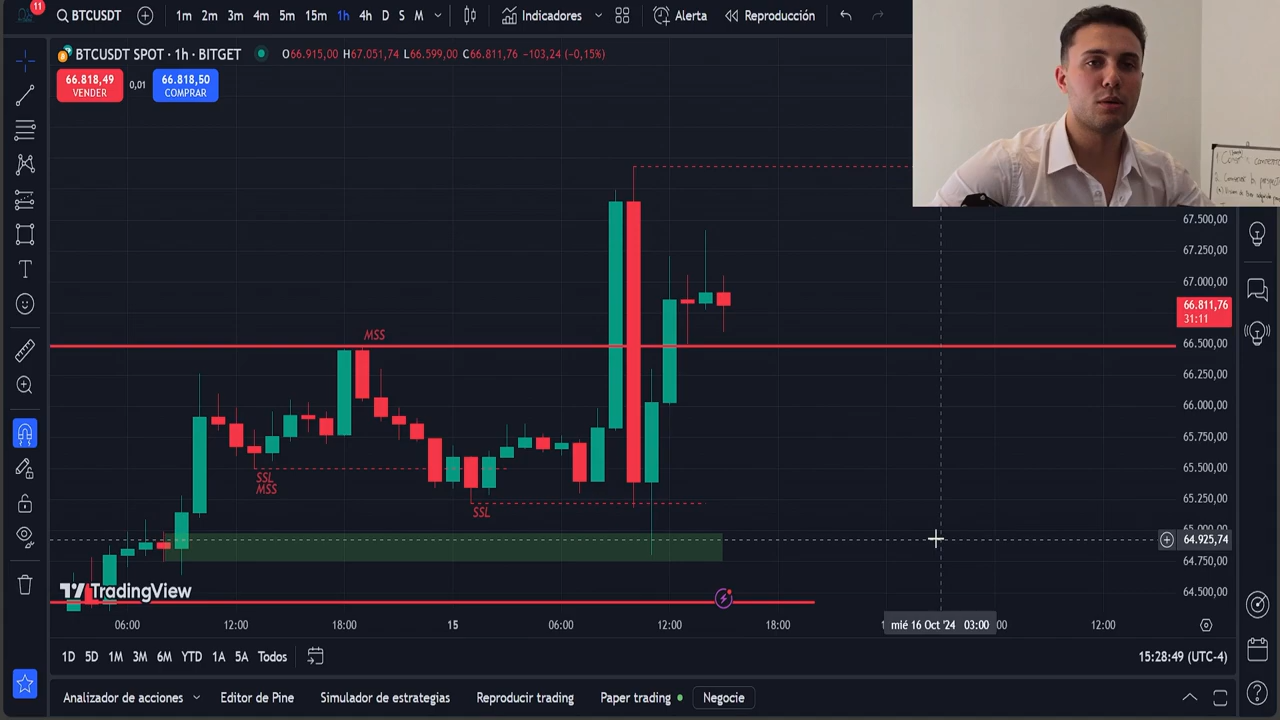 11
BTCUSDT
1m 2m 3m 4m 5m 15m 1h 4h D S M
Indicadores
Alerta
Reproducción
BTCUSDT SPOT · 1h · BITGET
O66.915,00 H67.051,74 L66.599,00 C66.811,76 −103,24 (−0,15%)
66.818,49
VENDER
0,01
66.818,50
COMPRAR
67.500,00
67.250,00
67.000,00
66.811,76
31:11
66.500,00
66.250,00
66.000,00
65.750,00
65.500,00
65.250,00
65.000,00
64.925,74
64.750,00
64.500,00
MSS
SSL
MSS
SSL
TradingView
06:00 12:00 18:00 15 06:00 12:00 18:00 mié 16 Oct '24 03:00 12:00
1D 5D 1M 3M 6M YTD 1A 5A Todos
15:28:49 (UTC-4)
Analizador de acciones Editor de Pine Simulador de estrategias Reproducir trading Paper trading Negocie